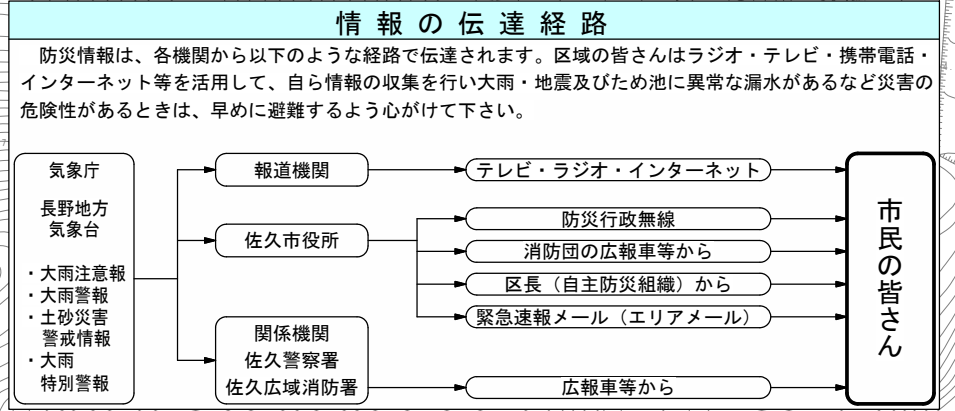 情報の伝達経路
防災情報は、各機関から以下のような経路で伝達されます。区域の皆さんはラジオ・テレビ・携帯電話・
インターネット等を活用して、自ら情報の収集を行い大雨・地震及びため池に異常な漏水があるなど災害の
危険性があるときは、早めに避難するよう心がけて下さい。
気象庁
長野地方
気象台
・大雨注意報
・大雨警報
・土砂災害
警戒情報
・大雨
特別警報
報道機関
佐久市役所
関係機関
佐久警察署
佐久広域消防署
テレビ・ラジオ・インターネット
防災行政無線
消防団の広報車等から
区長（自主防災組織）から
緊急速報メール（エリアメール）
広報車等から
市民の皆さん